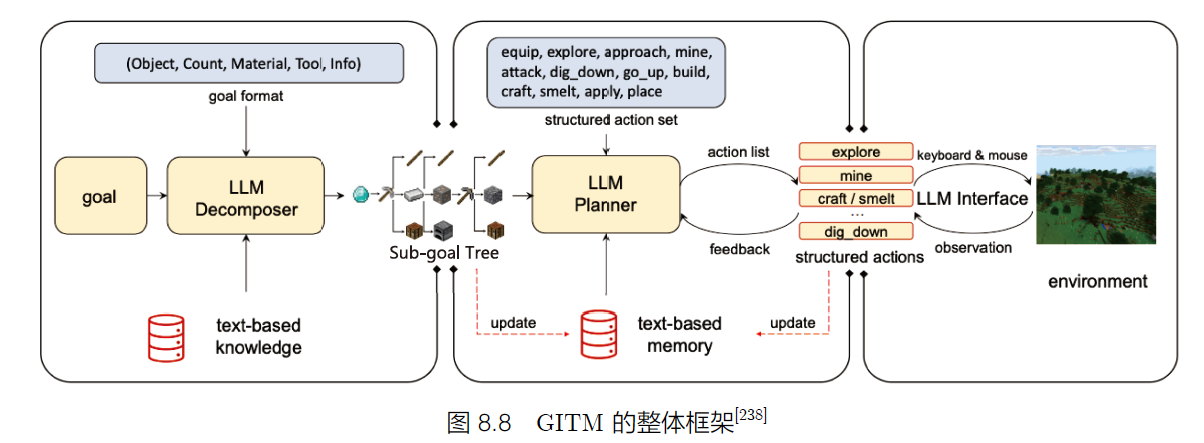 (Object, Count, Material, Tool, Info)
goal format
goal
LLM
Decomposer
text-based
knowledge
Sub-goal Tree
equip, explore, approach, mine,
attack, dig_down, go_up, build,
craft, smelt, apply, place
structured action set
LLM
Planner
update
text-based
memory
update
action list
feedback
explore
mine
craft / smelt
...
dig_down
structured actions
keyboard & mouse
LLM Interface
observation
environment
图 8.8 GITM 的整体框架[238]